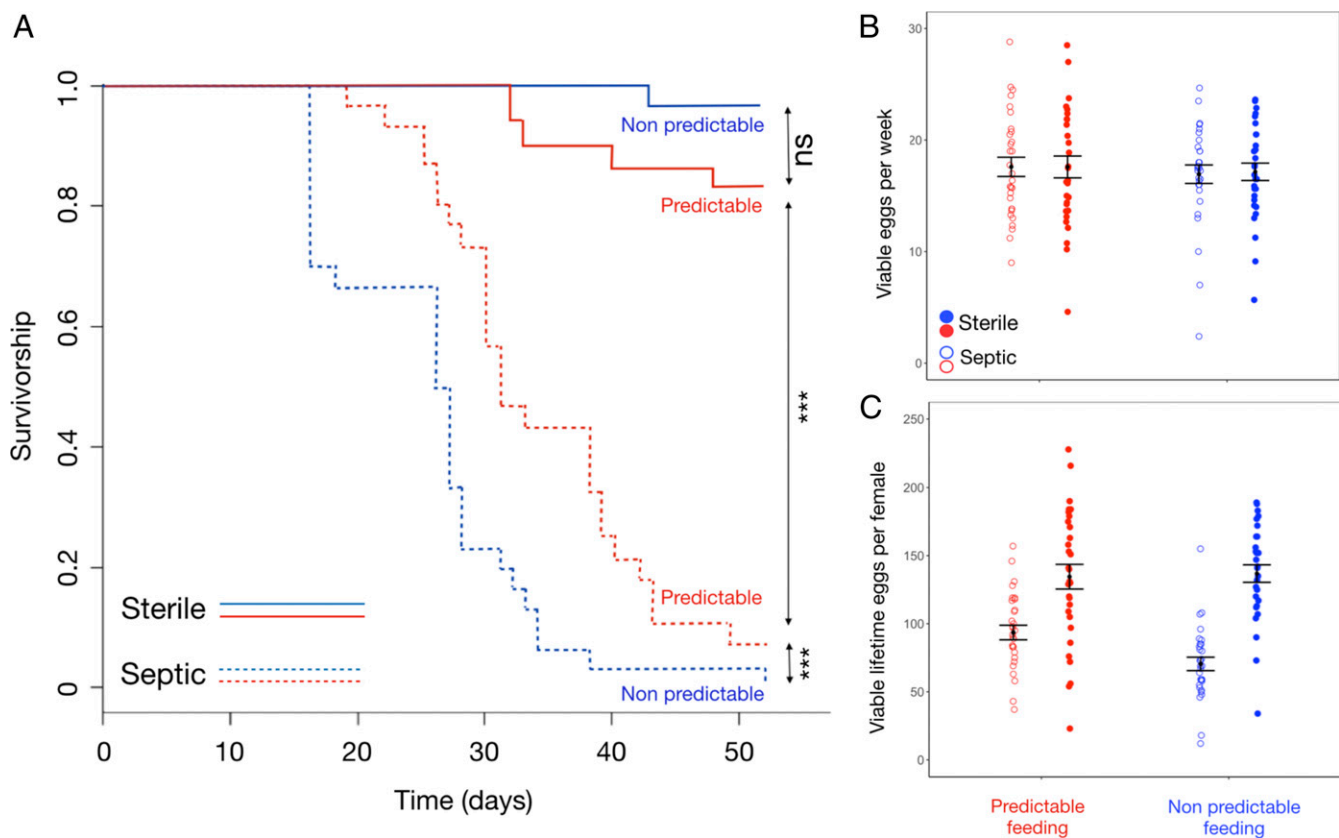 A
Survivorship
1.0
0.8
0.6
0.4
0.2
0
Non predictable
ns
Predictable
***
Predictable
***
Non predictable
Sterile
Septic
0 10 20 30 40 50
Time (days)
B
Viable eggs per week
30
20
10
0
Sterile
Septic
C
Viable lifetime eggs per female
250
200
150
100
50
0
Predictable
feeding
Non predictable
feeding